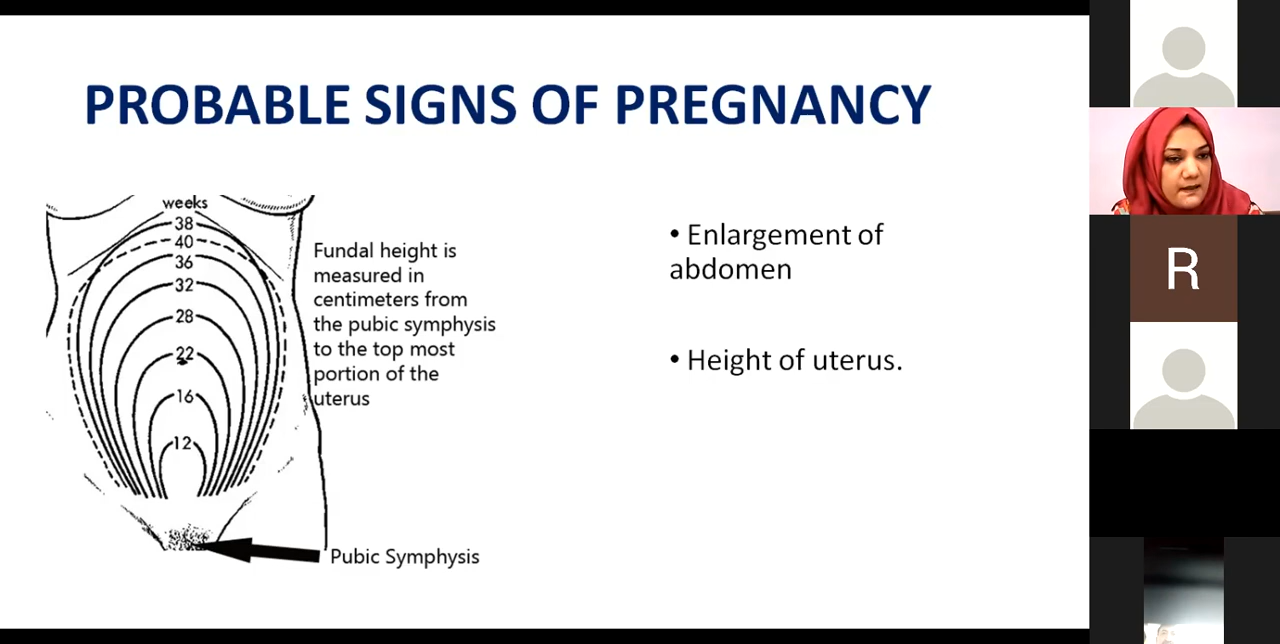 PROBABLE SIGNS OF PREGNANCY
weeks
38
40
36
32
28
22
16
12
Fundal height is
measured in
centimeters from
the pubic symphysis
to the top most
portion of the
uterus
Pubic Symphysis
• Enlargement of
abdomen
• Height of uterus.
R